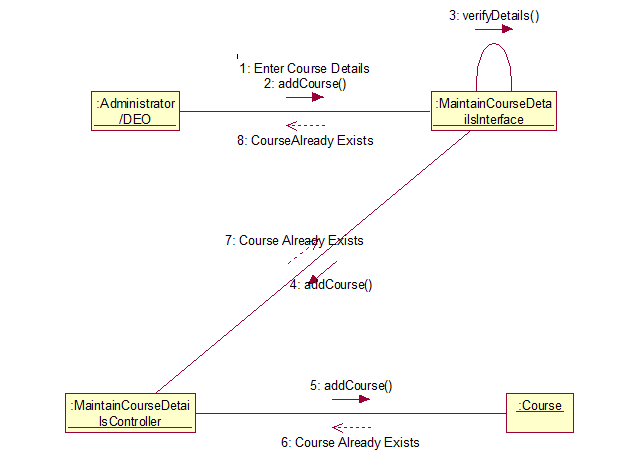 3: verifyDetails()
1: Enter Course Details
2: addCourse()
:Administrator
/DEO
:MaintainCourseDeta
ilsInterface
8: CourseAlready Exists
7: Course Already Exists
4: addCourse()
:MaintainCourseDetai
lsController
5: addCourse()
:Course
6: Course Already Exists